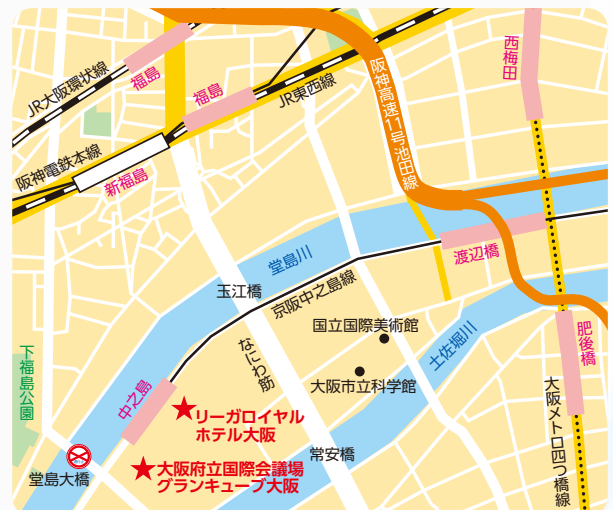 西梅田
JR大阪環状線
福島
福島
JR東西線
阪神高速11号池田線
阪神電鉄本線
新福島
堂島川
渡辺橋
玉江橋
京阪中之島線
国立国際美術館
土佐堀川
なにわ筋
大阪市立科学館
肥後橋
下福島公園
中之島
大阪メトロ四つ橋線
リーガロイヤル
ホテル大阪
常安橋
堂島大橋
大阪府立国際会議場
グランキューブ大阪